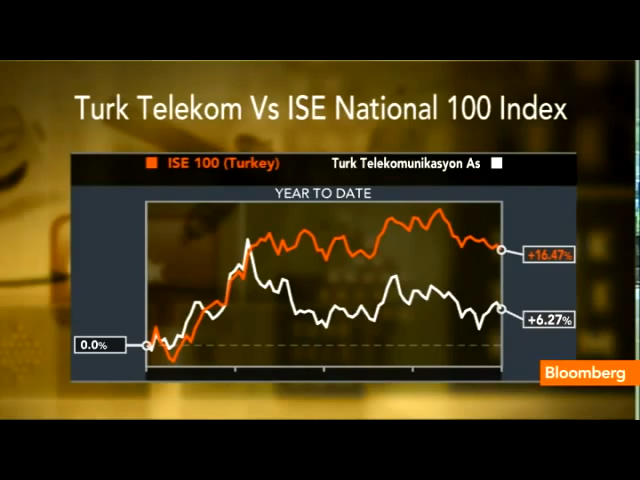 Turk Telekom Vs ISE National 100 Index
ISE 100 (Turkey) Turk Telekomunikasyon As
YEAR TO DATE
+16.47%
+6.27%
0.0%
Bloomberg